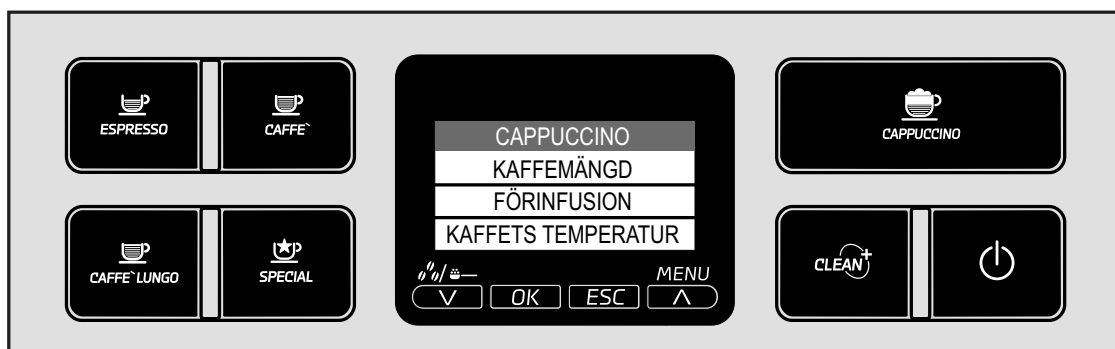 ESPRESSO
CAFFE`
CAFFE`LUNGO
SPECIAL
CAPPUCCINO
KAFFEMÄNGD
FÖRINFUSION
KAFFETS TEMPERATUR
MENU
OK
ESC
CAPPUCCINO
CLEAN+